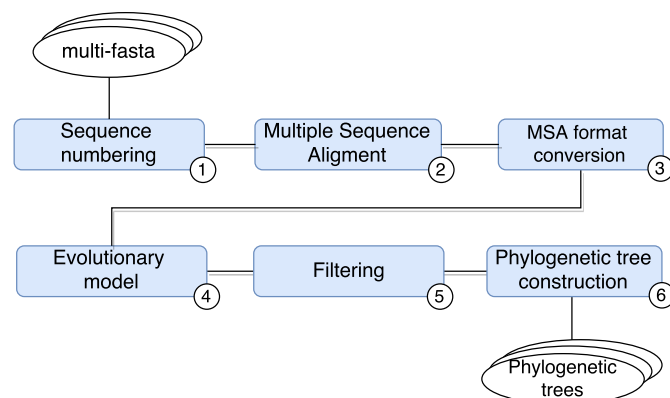 multi-fasta
Sequence
numbering
1
Multiple Sequence
Aligment
2
MSA format
conversion
3
Evolutionary
model
4
Filtering
5
Phylogenetic tree
construction
6
Phylogenetic
trees